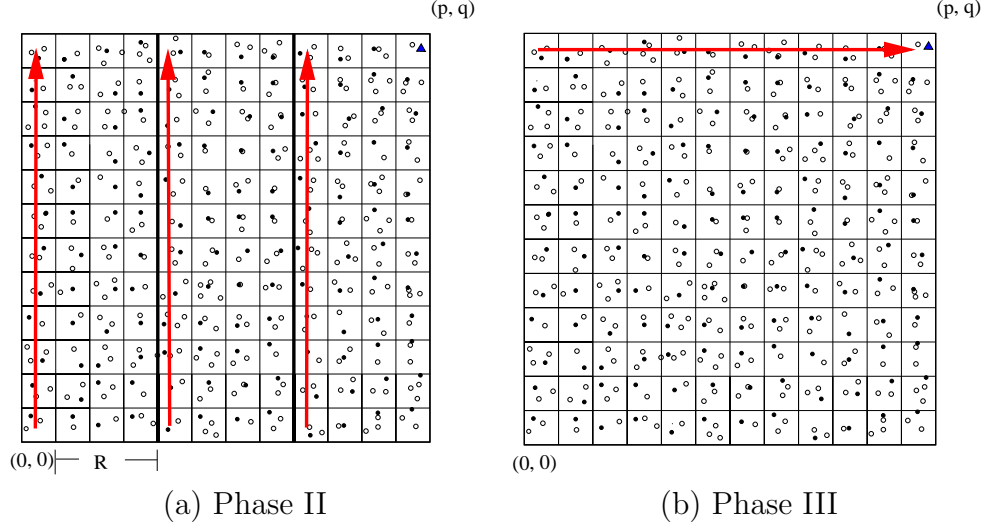 (p, q)
(p, q)
(0, 0)
R
(0, 0)
(a) Phase II
(b) Phase III